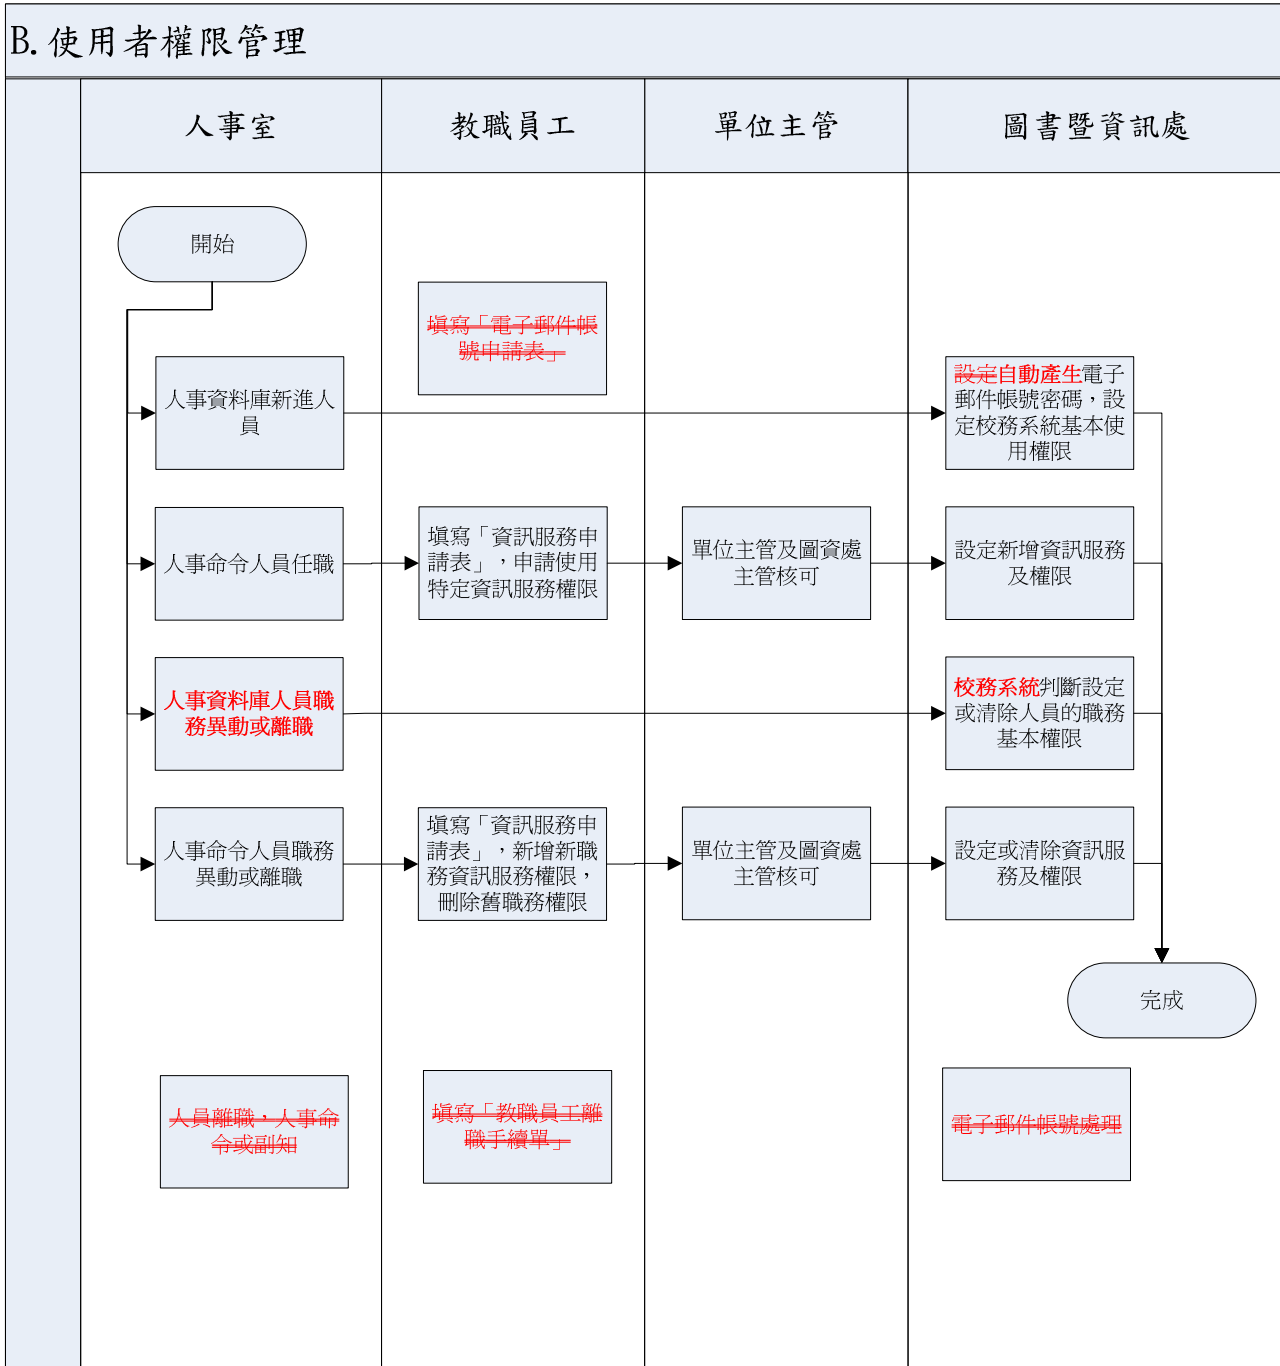 B.使用者權限管理
人事室
教職員工
單位主管
圖書暨資訊處
開始
填寫「電子郵件帳
號申請表」
人事資料庫新進人
員
設定自動產生電子
郵件帳號密碼，設
定校務系統基本使
用權限
人事命令人員任職
填寫「資訊服務申
請表」，申請使用
特定資訊服務權限
單位主管及圖資處
主管核可
設定新增資訊服務
及權限
人事資料庫人員職
務異動或離職
校務系統判斷設定
或清除人員的職務
基本權限
人事命令人員職務
異動或離職
填寫「資訊服務申
請表」，新增新職
務資訊服務權限，
刪除舊職務權限
單位主管及圖資處
主管核可
設定或清除資訊服
務及權限
完成
人員離職，人事命
令或副知
填寫「教職員工離
職手續單」
電子郵件帳號處理